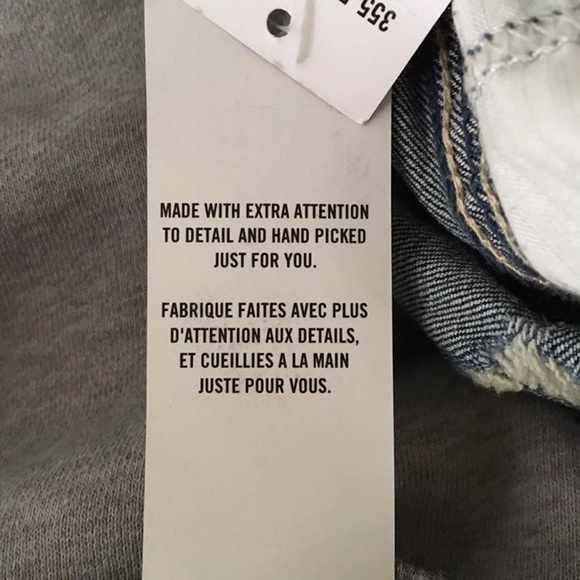 355
MADE WITH EXTRA ATTENTION
TO DETAIL AND HAND PICKED
JUST FOR YOU.
FABRIQUE FAITES AVEC PLUS
D'ATTENTION AUX DETAILS,
ET CUEILLIES A LA MAIN
JUSTE POUR VOUS.